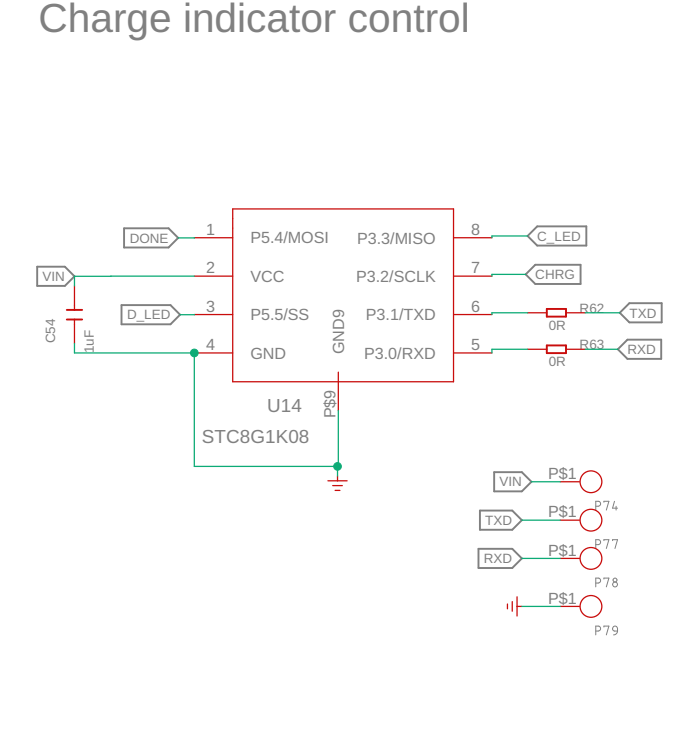 Charge indicator control
DONE 1 P5.4/MOSI P3.3/MISO 8 C_LED
VIN 2 VCC P3.2/SCLK 7 CHRG
D_LED 3 P5.5/SS P3.1/TXD 6 R62 TXD
0R
C54 1uF
4 GND GND9 P3.0/RXD 5 R63 RXD
0R
U14 P$9
STC8G1K08
VIN P$1
P74
TXD P$1
P77
RXD P$1
P78
P$1
P79